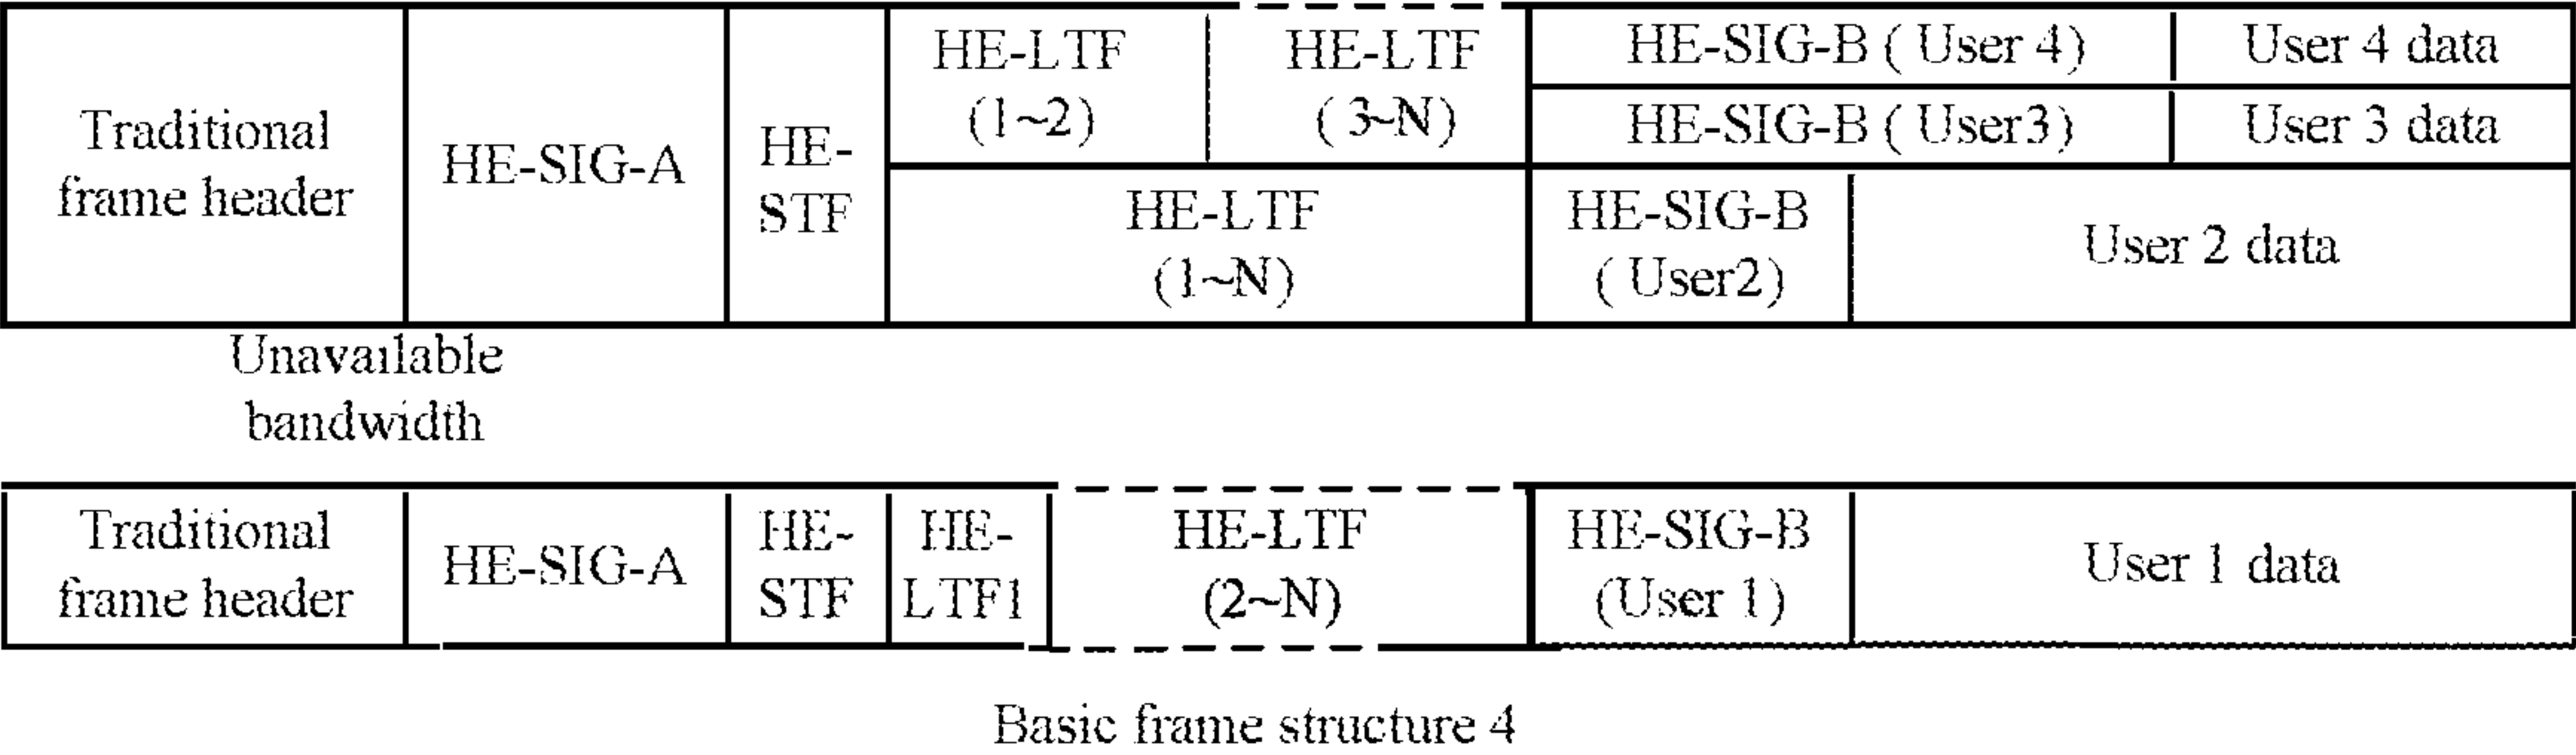 Traditional
frame header
HE-SIG-A
HE-
STF
HE-LTF
(1~2)
HE-LTF
( 3~N)
HE-SIG-B ( User 4)
User 4 data
HE-SIG-B ( User3)
User 3 data
HE-LTF
(1~N)
HE-SIG-B
( User2)
User 2 data
Unavailable
bandwidth
Traditional
frame header
HE-SIG-A
HE-
STF
HE-
LTF1
HE-LTF
(2~N)
HE-SIG-B
(User 1)
User 1 data
Basic frame structure 4